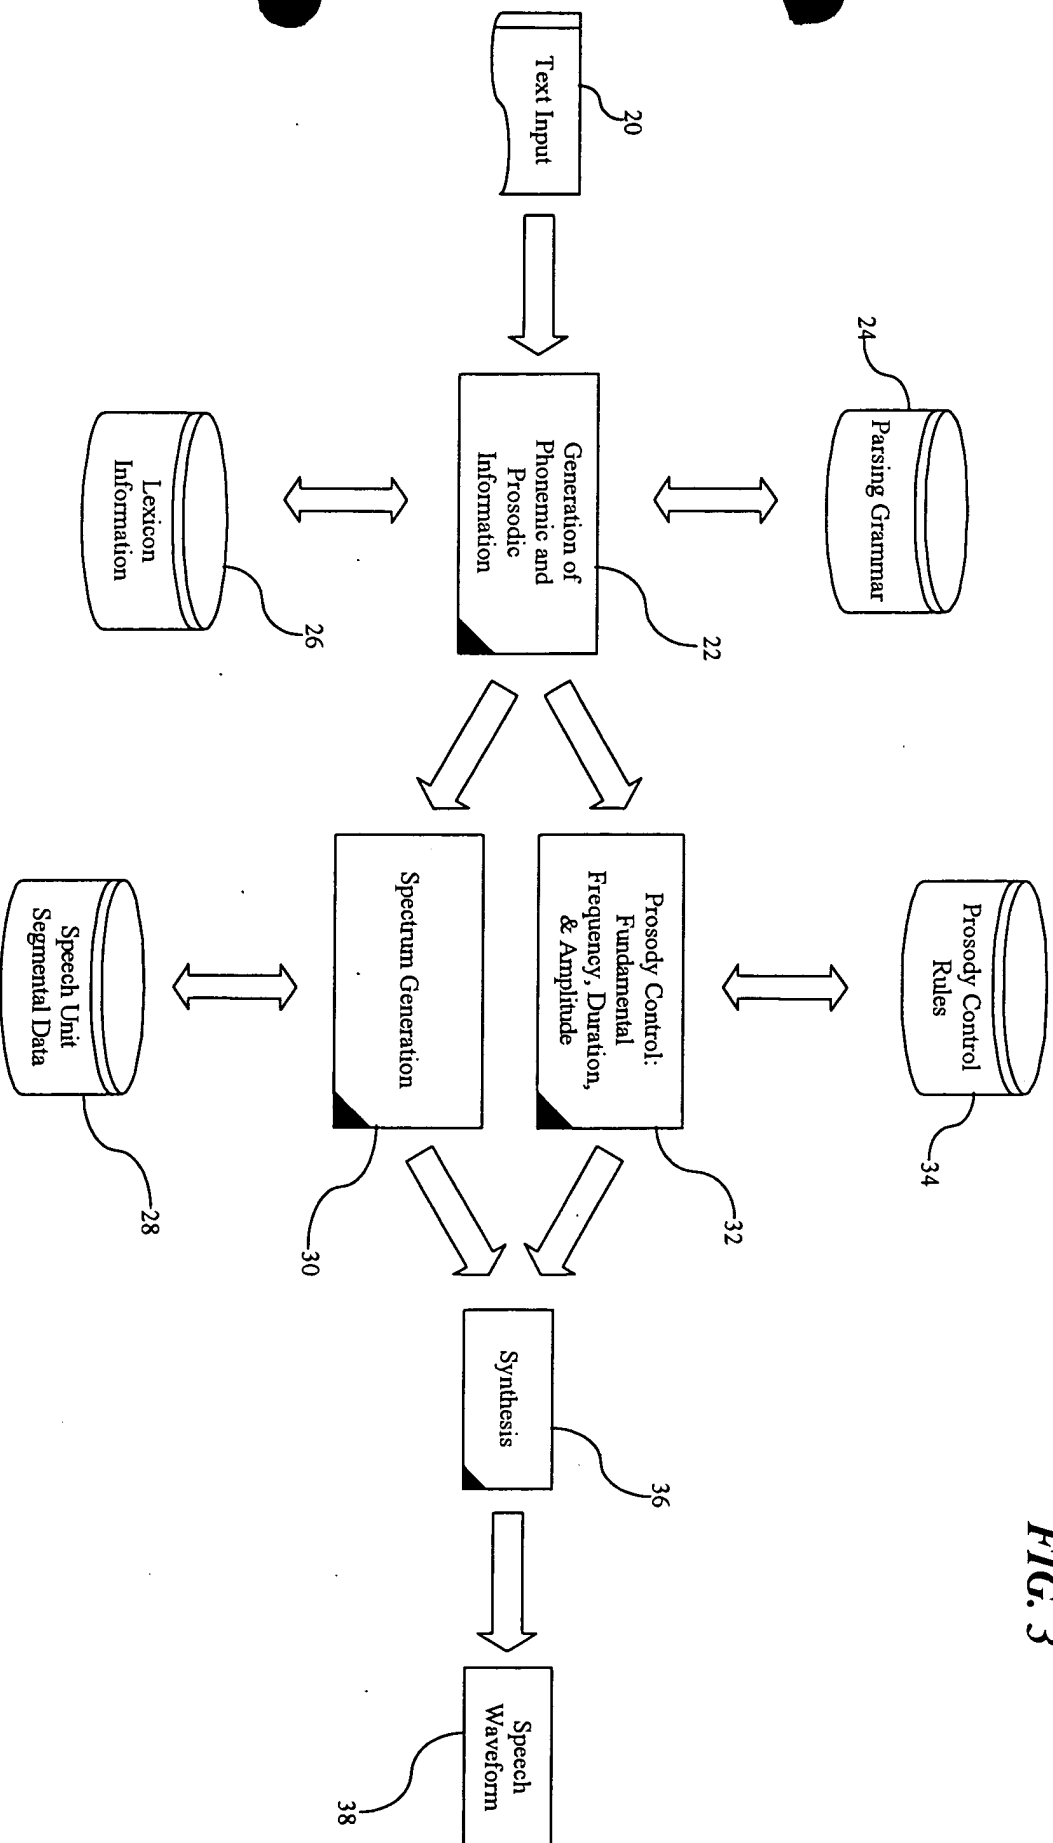 FIG. 3
20
Text Input
24
Parsing Grammar
Generation of
Phonemic and
Prosodic
Information
22
Lexicon
Information
26
Prosody Control
Rules
34
Prosody Control:
Fundamental
Frequency, Duration,
& Amplitude
32
Spectrum Generation
30
Speech Unit
Segmental Data
28
Synthesis
36
Speech
Waveform
38